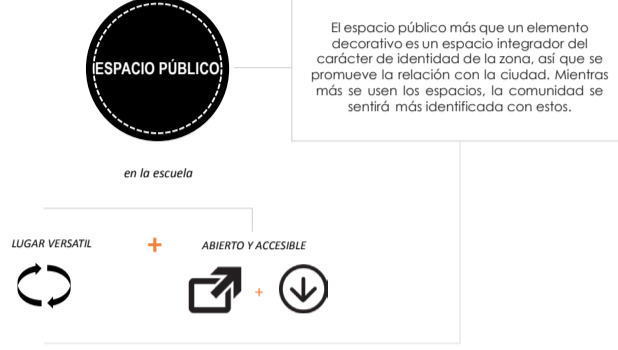 ESPACIO PÚBLICO
El espacio público más que un elemento
decorativo es un espacio integrador del
carácter de identidad de la zona, así que se
promueve la relación con la ciudad. Mientras
más se usen los espacios, la comunidad se
sentirá más identificada con estos.
en la escuela
LUGAR VERSATIL + ABIERTO Y ACCESIBLE
+